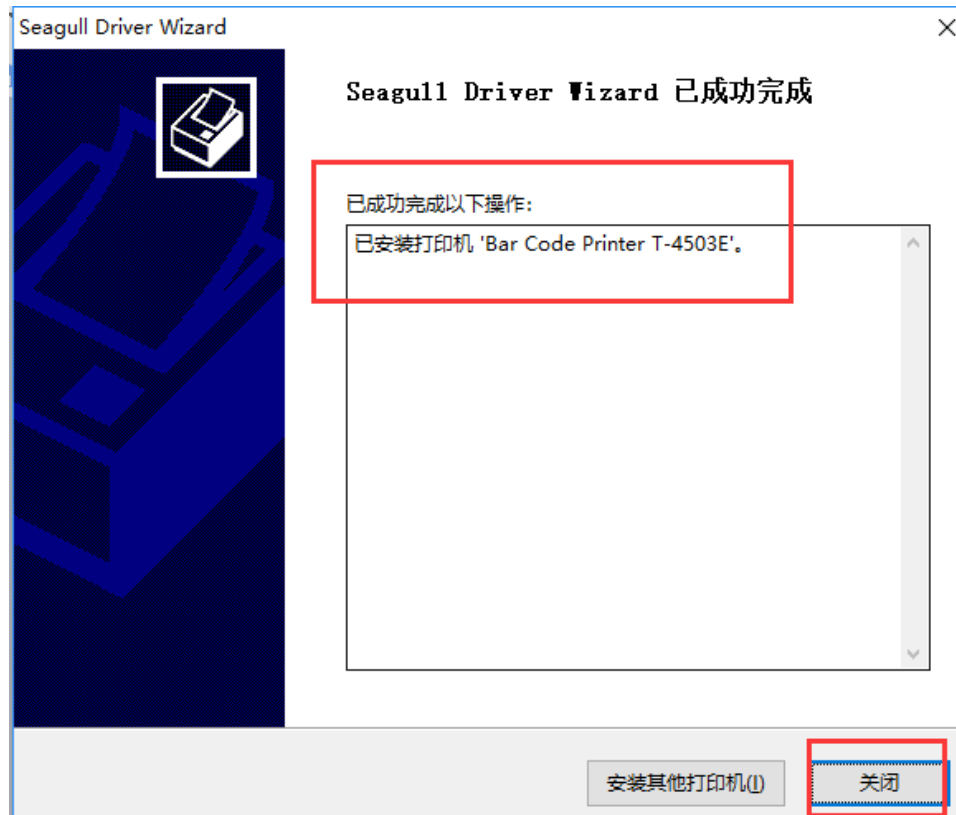 Seagull Driver Wizard
Seagull Driver Wizard 已成功完成
已成功完成以下操作：
已安装打印机 'Bar Code Printer T-4503E'。
安装其他打印机(I)
关闭